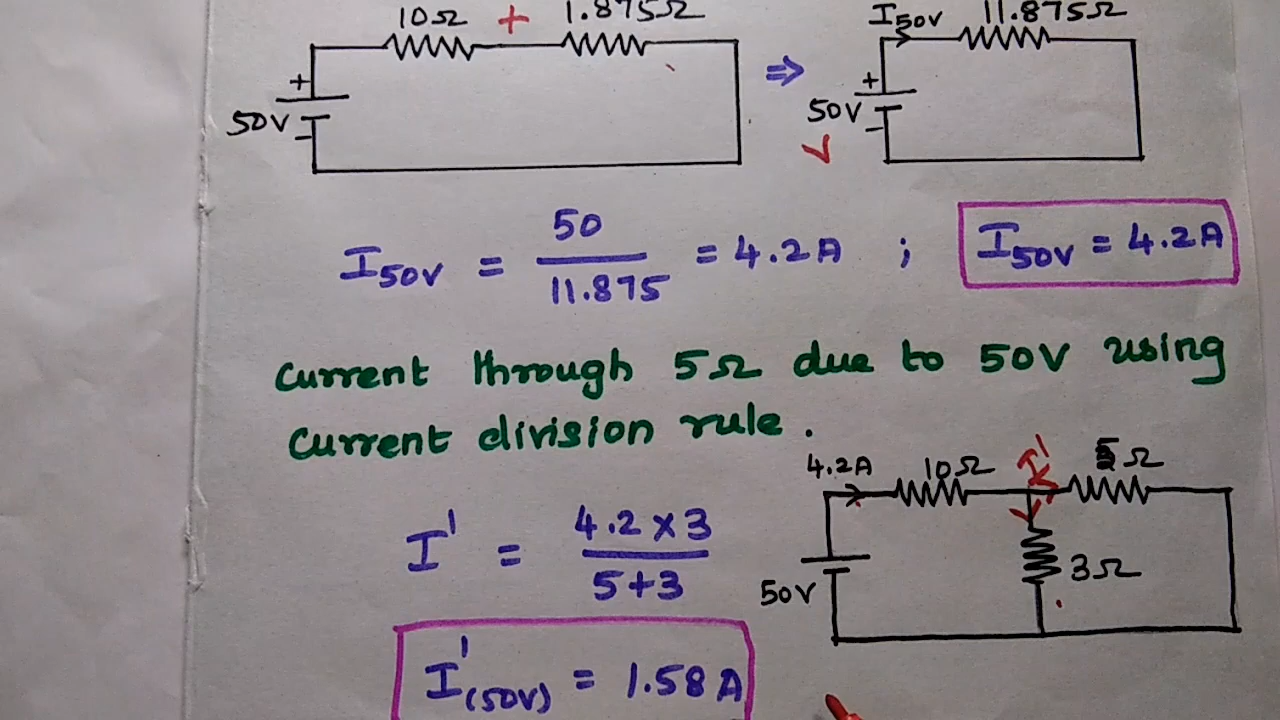 10Ω + 1.875Ω
50V + -
⇒
I50V 11.875Ω
50V + -
✓
I50V = 50 / 11.875 = 4.2A ; I50V = 4.2A
Current through 5Ω due to 50V using
Current division rule .
4.2A 10Ω I' 5Ω
3Ω
50V
I' = 4.2 × 3 / 5+3
I'(50V) = 1.58 A